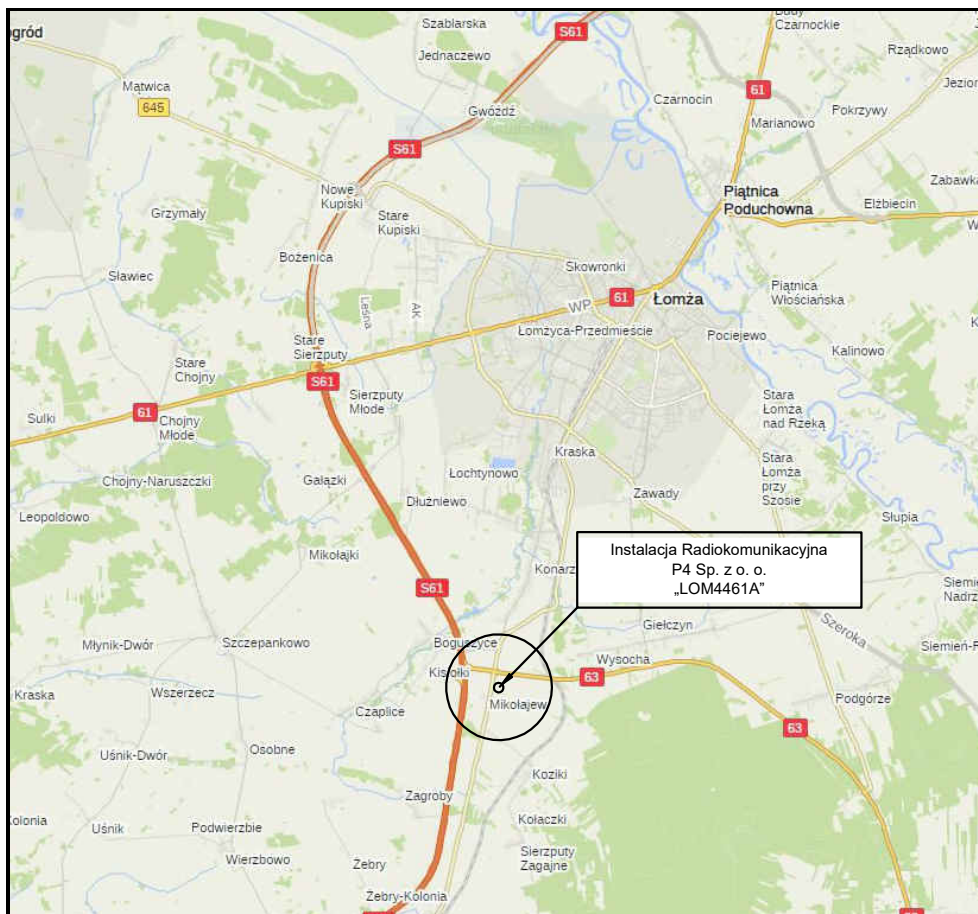 Szablarska
ogród
S61
Jednaczewo
Czarnockie
Rządkowo
Mątwica
645
61
Czarnocin
Pokrzywy
Gwóźdź
Marianowo
S61
Nowe
Kupiski
Piątnica
Poduchowna
Zabawka
Elżbiecin
Grzymały
Stare
Kupiski
Bożenica
Skowronki
Sławiec
Leśna
AK
WP
61
Łomża
Piątnica
Włościańska
Łomżyca-Przedmieście
Pociejewo
Stare
Sierzputy
Kalinowo
Stare
Chojny
S61
Sierzputy
Młode
Stara
Łomża
nad Rzeką
61
Sulki
Chojny
Młode
Kraska
Łochtynowo
Stara
Łomża
przy
Szosie
Chojny-Naruszczki
Gałązki
Zawady
Dłużniewo
Leopoldowo
Słupia
Instalacja Radiokomunikacyjna
P4 Sp. z o. o.
„LOM4461A”
Mikołajki
Konarz
S61
Giełczyn
Szeroka
Młynik-Dwór
Szczepankowo
Boguszyce
Wysocha
Siemień-R
Kisiołki
63
Kraska
Wszerzecz
Mikołajew
Podgórze
Czaplice
63
Uśnik-Dwór
Osobne
Koziki
Zagroby
Kołaczki
olonia
Uśnik
Podwierzbie
Wierzbowo
Żebry
Sierzputy
Zagajne
Żebry-Kolonia